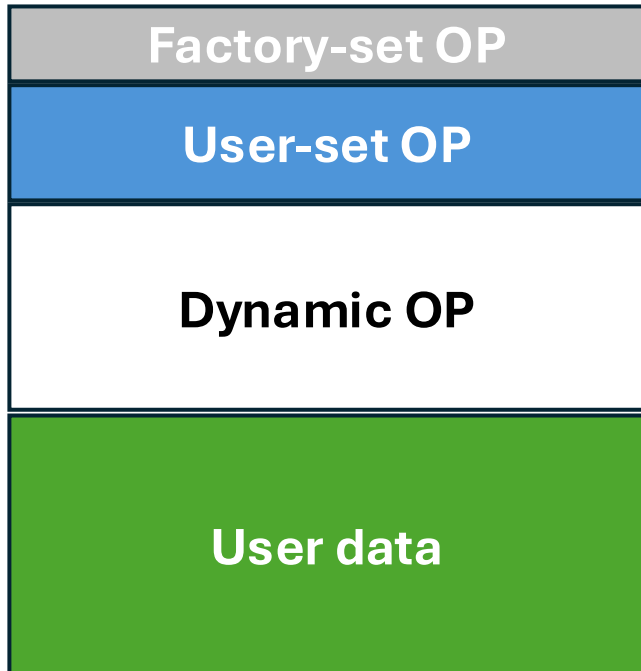 Factory-set OP
User-set OP
Dynamic OP
User data